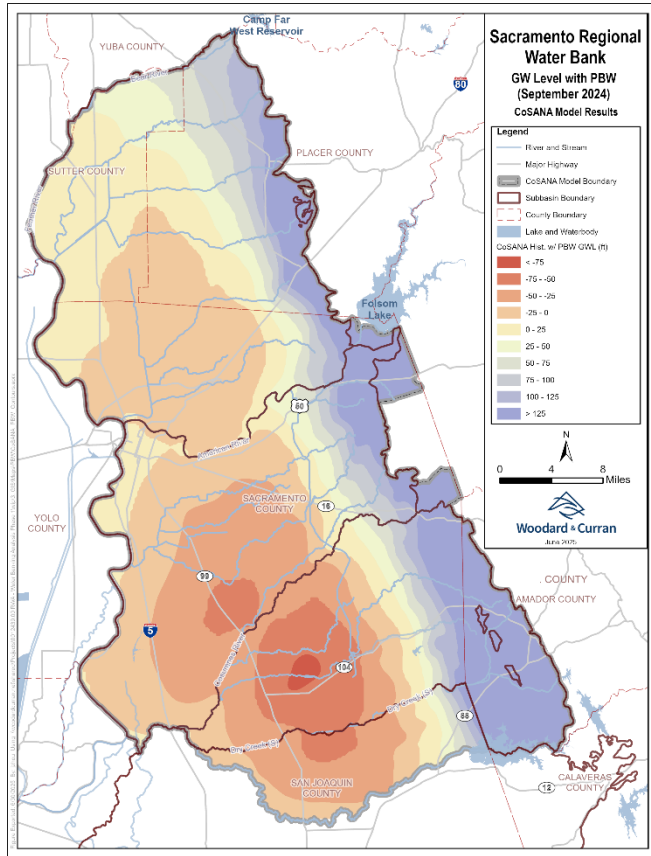 Camp Far
West Reservoir
YUBA COUNTY
Bear River
80
PLACER COUNTY
SUTTER COUNTY
Folsom
Lake
50
SACRAMENTO
COUNTY
16
YOLO
COUNTY
99
5
104
COUNTY
AMADOR COUNTY
88
SAN JOAQUIN
COUNTY
12
CALAVERAS
COUNTY
Sacramento Regional
Water Bank
GW Level with PBW
(September 2024)
CoSANA Model Results
Legend
River and Stream
Major Highway
CoSANA Model Boundary
Subbasin Boundary
County Boundary
Lake and Waterbody
CoSANA Hist. w/ PBW GWL (ft)
< -75
-75 - -50
-50 - -25
-25 - 0
0 - 25
25 - 50
50 - 75
75 - 100
100 - 125
> 125
N
0 4 8
Miles
Woodard & Curran
June 2025